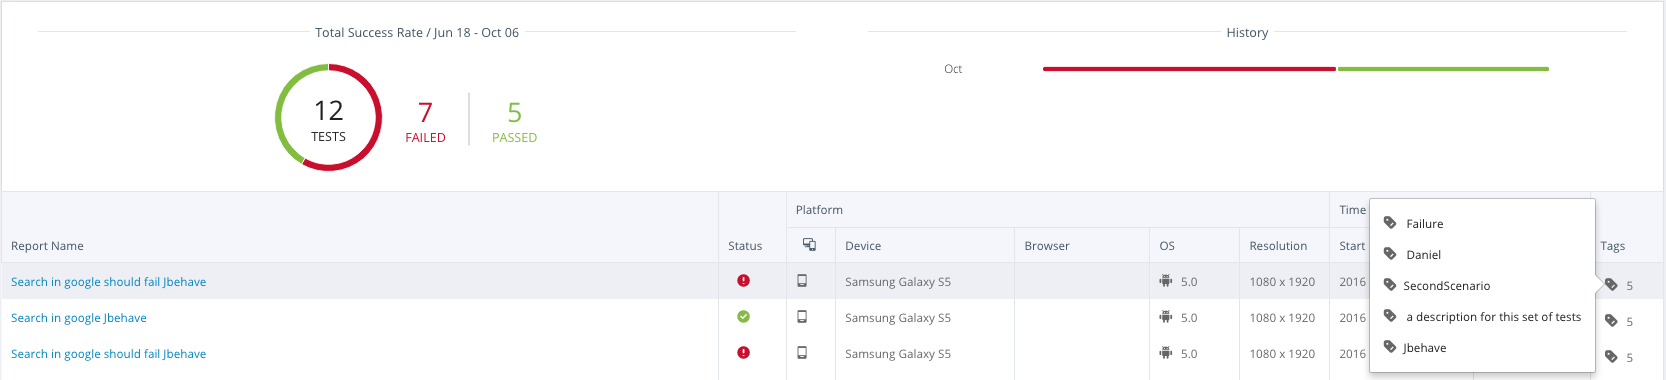 Total Success Rate / Jun 18 - Oct 06
12
TESTS
7
FAILED
5
PASSED
History
Oct
Platform
Time
Report Name
Status
Device
Browser
OS
Resolution
Start
Tags
Search in google should fail Jbehave
Samsung Galaxy S5
5.0
1080 x 1920
2016
5
Search in google Jbehave
Samsung Galaxy S5
5.0
1080 x 1920
2016
5
Search in google should fail Jbehave
Samsung Galaxy S5
5.0
1080 x 1920
2016
5
Failure
Daniel
SecondScenario
a description for this set of tests
Jbehave